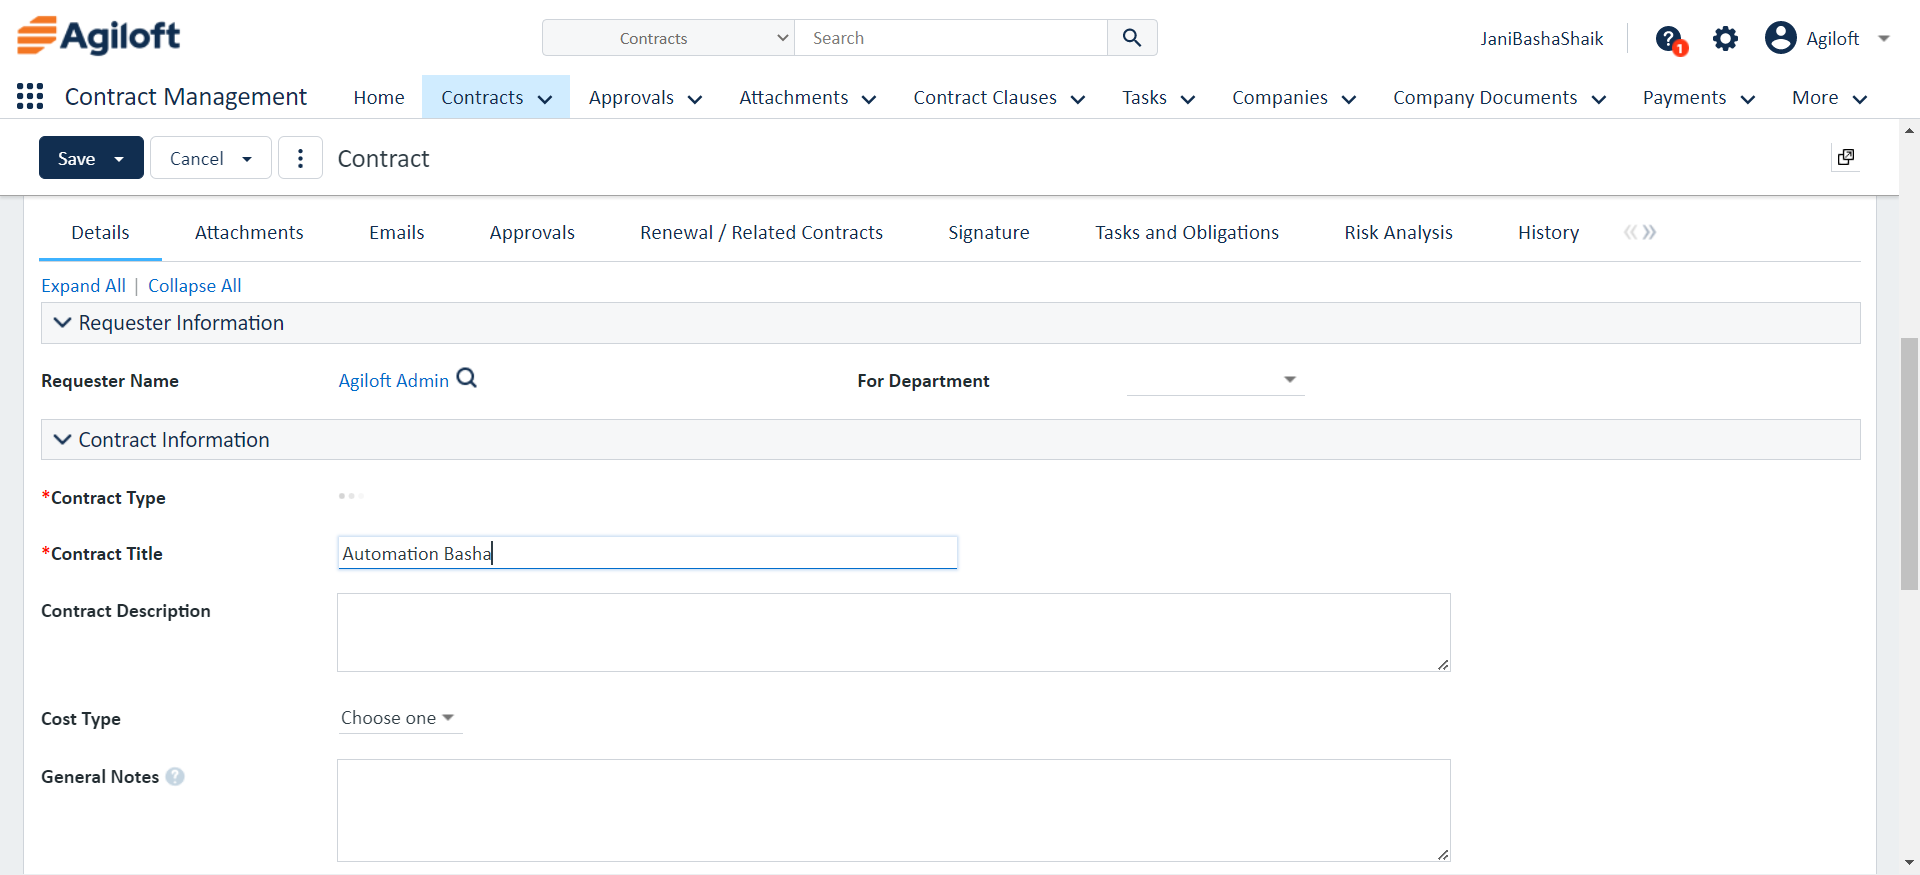 Agiloft
Contracts
Search
JaniBashaShaik
1
Agiloft
Contract Management
Home
Contracts
Approvals
Attachments
Contract Clauses
Tasks
Companies
Company Documents
Payments
More
Save
Cancel
Contract
Details
Attachments
Emails
Approvals
Renewal / Related Contracts
Signature
Tasks and Obligations
Risk Analysis
History
Expand All | Collapse All
Requester Information
Requester Name
Agiloft Admin
For Department
Contract Information
*Contract Type
*Contract Title
Automation Basha
Contract Description
Cost Type
Choose one
General Notes